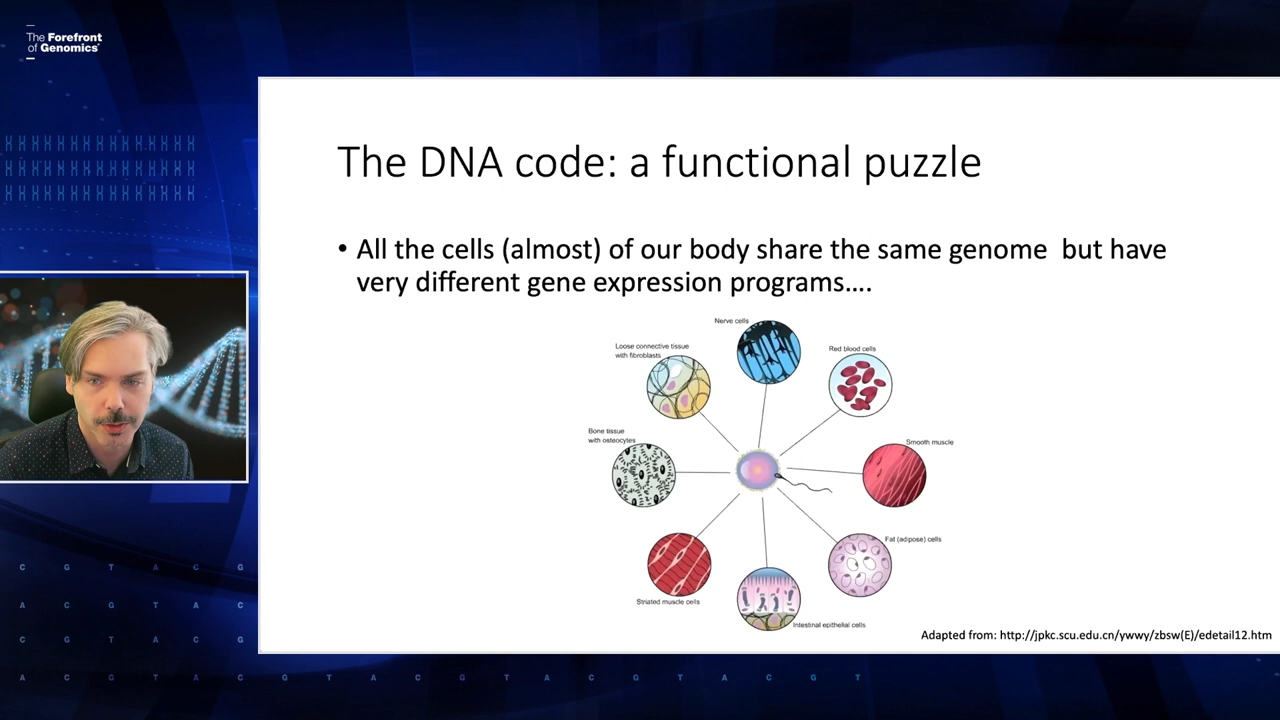 The Forefront
of Genomics®
The DNA code: a functional puzzle
• All the cells (almost) of our body share the same genome but have
very different gene expression programs....
Nerve cells
Loose connective tissue
with fibroblasts
Red blood cells
Bone tissue
with osteocytes
Smooth muscle
Fat (adipose) cells
Striated muscle cells
Intestinal epithelial cells
Adapted from: http://jpkc.scu.edu.cn/ywwy/zbsw(E)/edetail12.htm
C G T A C G
A C G T A C
C G T A C G
A C G T A C G T A C G T A C G T A C G T